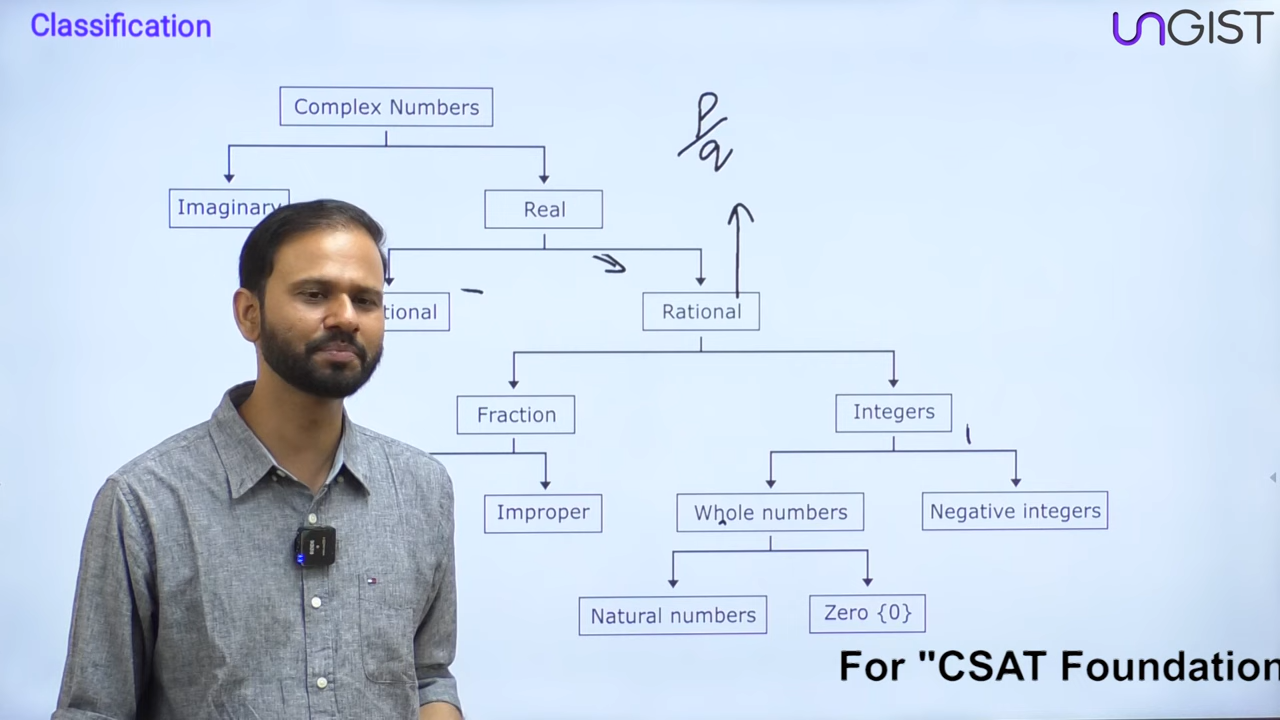 Classification
UNGIST
Complex Numbers
p/q
Imaginary
Real
tional
Rational
Fraction
Integers
Improper
Whole numbers
Negative integers
Natural numbers
Zero {0}
For "CSAT Foundation